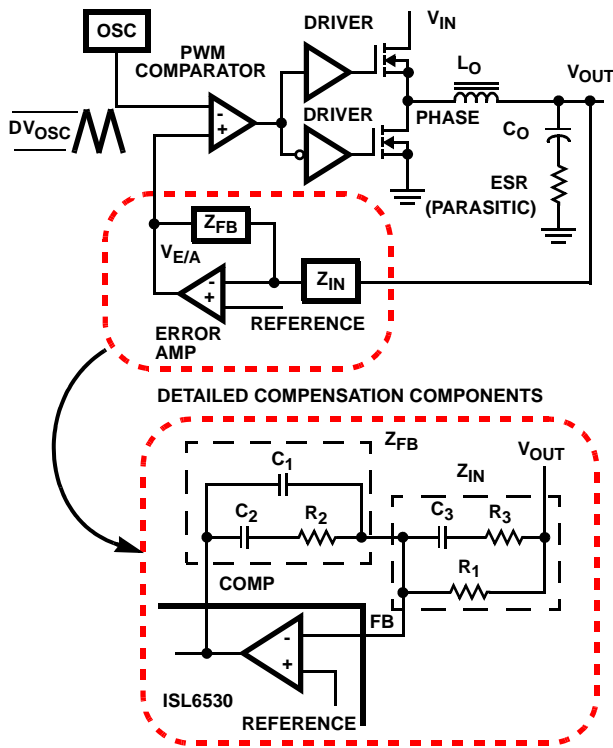 OSC
PWM
COMPARATOR
DRIVER
V_IN
DRIVER
L_O
V_OUT
PHASE
C_O
DV_OSC
ESR
(PARASITIC)
Z_FB
V_E/A
Z_IN
REFERENCE
ERROR
AMP
DETAILED COMPENSATION COMPONENTS
Z_FB
V_OUT
C_1
Z_IN
C_2
R_2
C_3
R_3
COMP
R_1
FB
ISL6530
REFERENCE